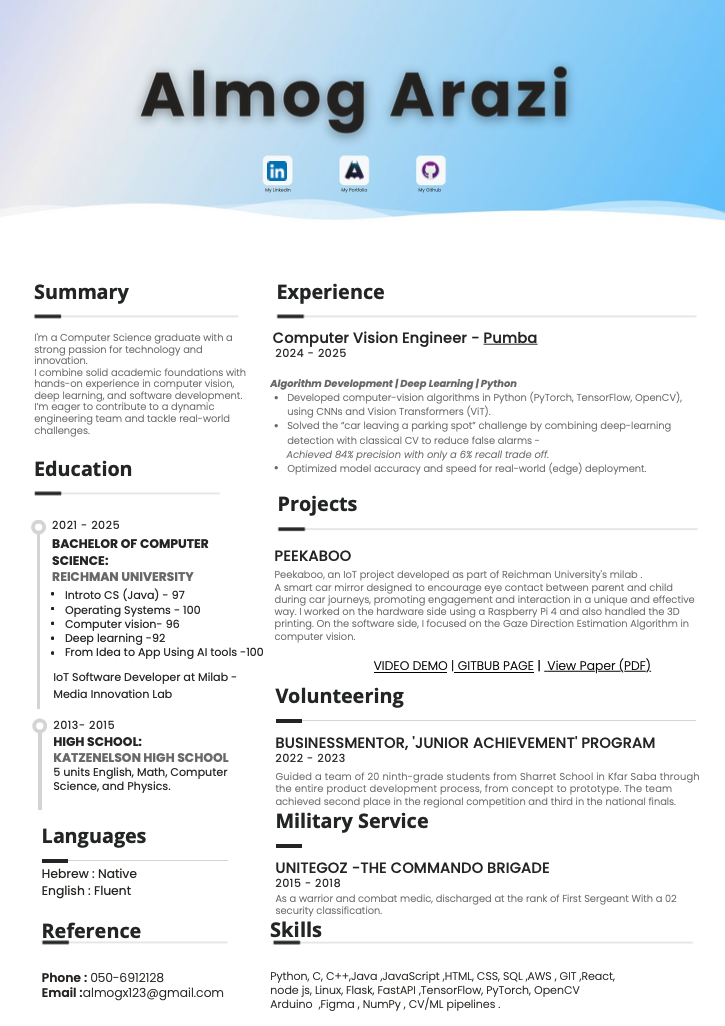 Almog Arazi
My Linkedin
My Portfolio
My Github
Summary
I'm a Computer Science graduate with a
strong passion for technology and
innovation.
I combine solid academic foundations with
hands-on experience in computer vision,
deep learning, and software development.
I'm eager to contribute to a dynamic
engineering team and tackle real-world
challenges.
Education
2021 - 2025
BACHELOR OF COMPUTER
SCIENCE:
REICHMAN UNIVERSITY
• Introto CS (Java) - 97
• Operating Systems - 100
• Computer vision- 96
• Deep learning -92
• From Idea to App Using AI tools -100
IoT Software Developer at Milab -
Media Innovation Lab
2013- 2015
HIGH SCHOOL:
KATZENELSON HIGH SCHOOL
5 units English, Math, Computer
Science, and Physics.
Languages
Hebrew : Native
English : Fluent
Reference
Phone : 050-6912128
Email :almogx123@gmail.com
Experience
Computer Vision Engineer - Pumba
2024 - 2025
Algorithm Development | Deep Learning | Python
• Developed computer-vision algorithms in Python (PyTorch, TensorFlow, OpenCV),
using CNNs and Vision Transformers (ViT).
• Solved the “car leaving a parking spot” challenge by combining deep-learning
detection with classical CV to reduce false alarms -
Achieved 84% precision with only a 6% recall trade off.
• Optimized model accuracy and speed for real-world (edge) deployment.
Projects
PEEKABOO
Peekaboo, an IoT project developed as part of Reichman University's milab .
A smart car mirror designed to encourage eye contact between parent and child
during car journeys, promoting engagement and interaction in a unique and effective
way. I worked on the hardware side using a Raspberry Pi 4 and also handled the 3D
printing. On the software side, I focused on the Gaze Direction Estimation Algorithm in
computer vision.
VIDEO DEMO | GITBUB PAGE | View Paper (PDF)
Volunteering
BUSINESSMENTOR, 'JUNIOR ACHIEVEMENT' PROGRAM
2022 - 2023
Guided a team of 20 ninth-grade students from Sharret School in Kfar Saba through
the entire product development process, from concept to prototype. The team
achieved second place in the regional competition and third in the national finals.
Military Service
UNITEGOZ -THE COMMANDO BRIGADE
2015 - 2018
As a warrior and combat medic, discharged at the rank of First Sergeant With a 02
security classification.
Skills
Python, C, C++,Java ,JavaScript ,HTML, CSS, SQL ,AWS , GIT ,React,
node js, Linux, Flask, FastAPI ,TensorFlow, PyTorch, OpenCV
Arduino ,Figma , NumPy , CV/ML pipelines .